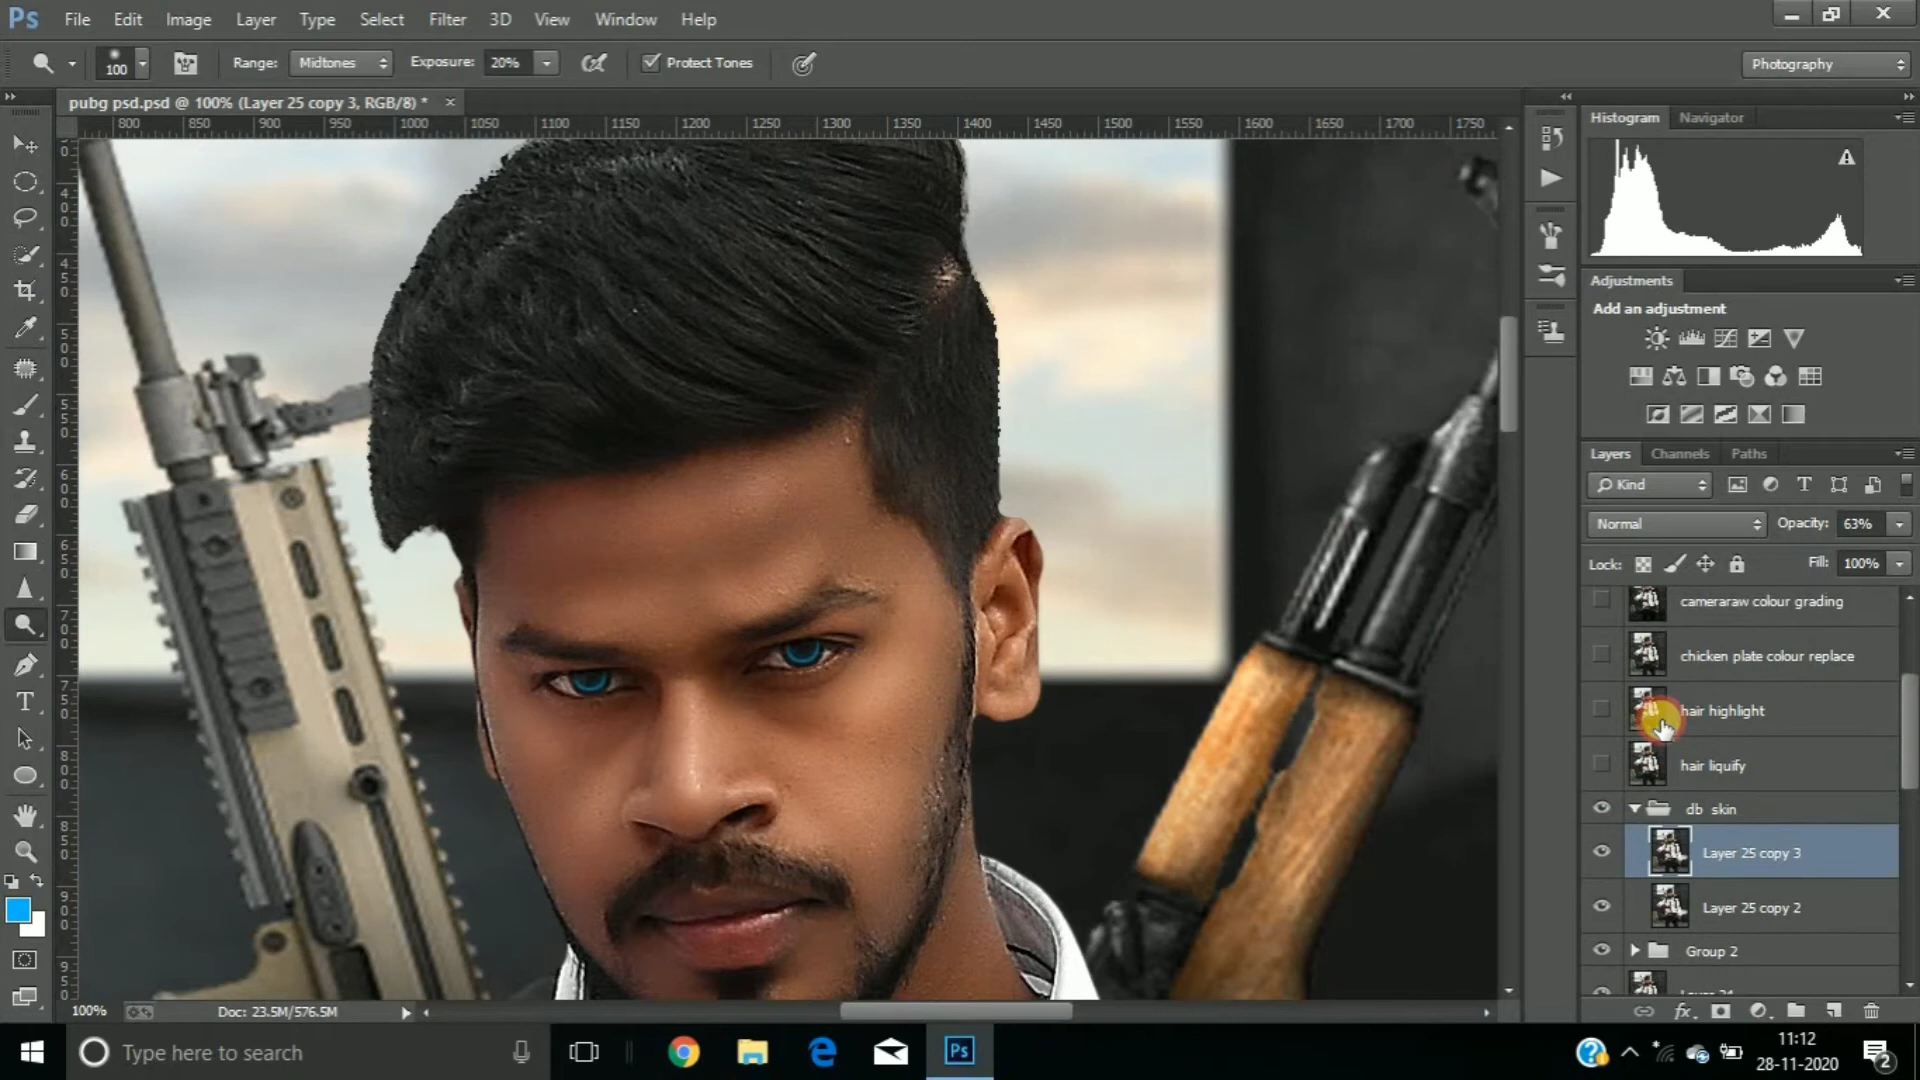 Ps File Edit Image Layer Type Select Filter 3D View Window Help
100 Range: Midtones Exposure: 20% Protect Tones Photography
pubg psd.psd @ 100% (Layer 25 copy 3, RGB/8) *
800 850 900 950 1000 1050 1100 1150 1200 1250 1300 1350 1400 1450 1500 1550 1600 1650 1700 1750
Histogram Navigator
Adjustments
Add an adjustment
Layers Channels Paths
Kind
Normal Opacity: 63%
Lock: Fill: 100%
cameraraw colour grading
chicken plate colour replace
hair highlight
hair liquify
db skin
Layer 25 copy 3
Layer 25 copy 2
Group 2
100% Doc: 23.5M/576.5M
Type here to search
Ps
11:12
28-11-2020
2